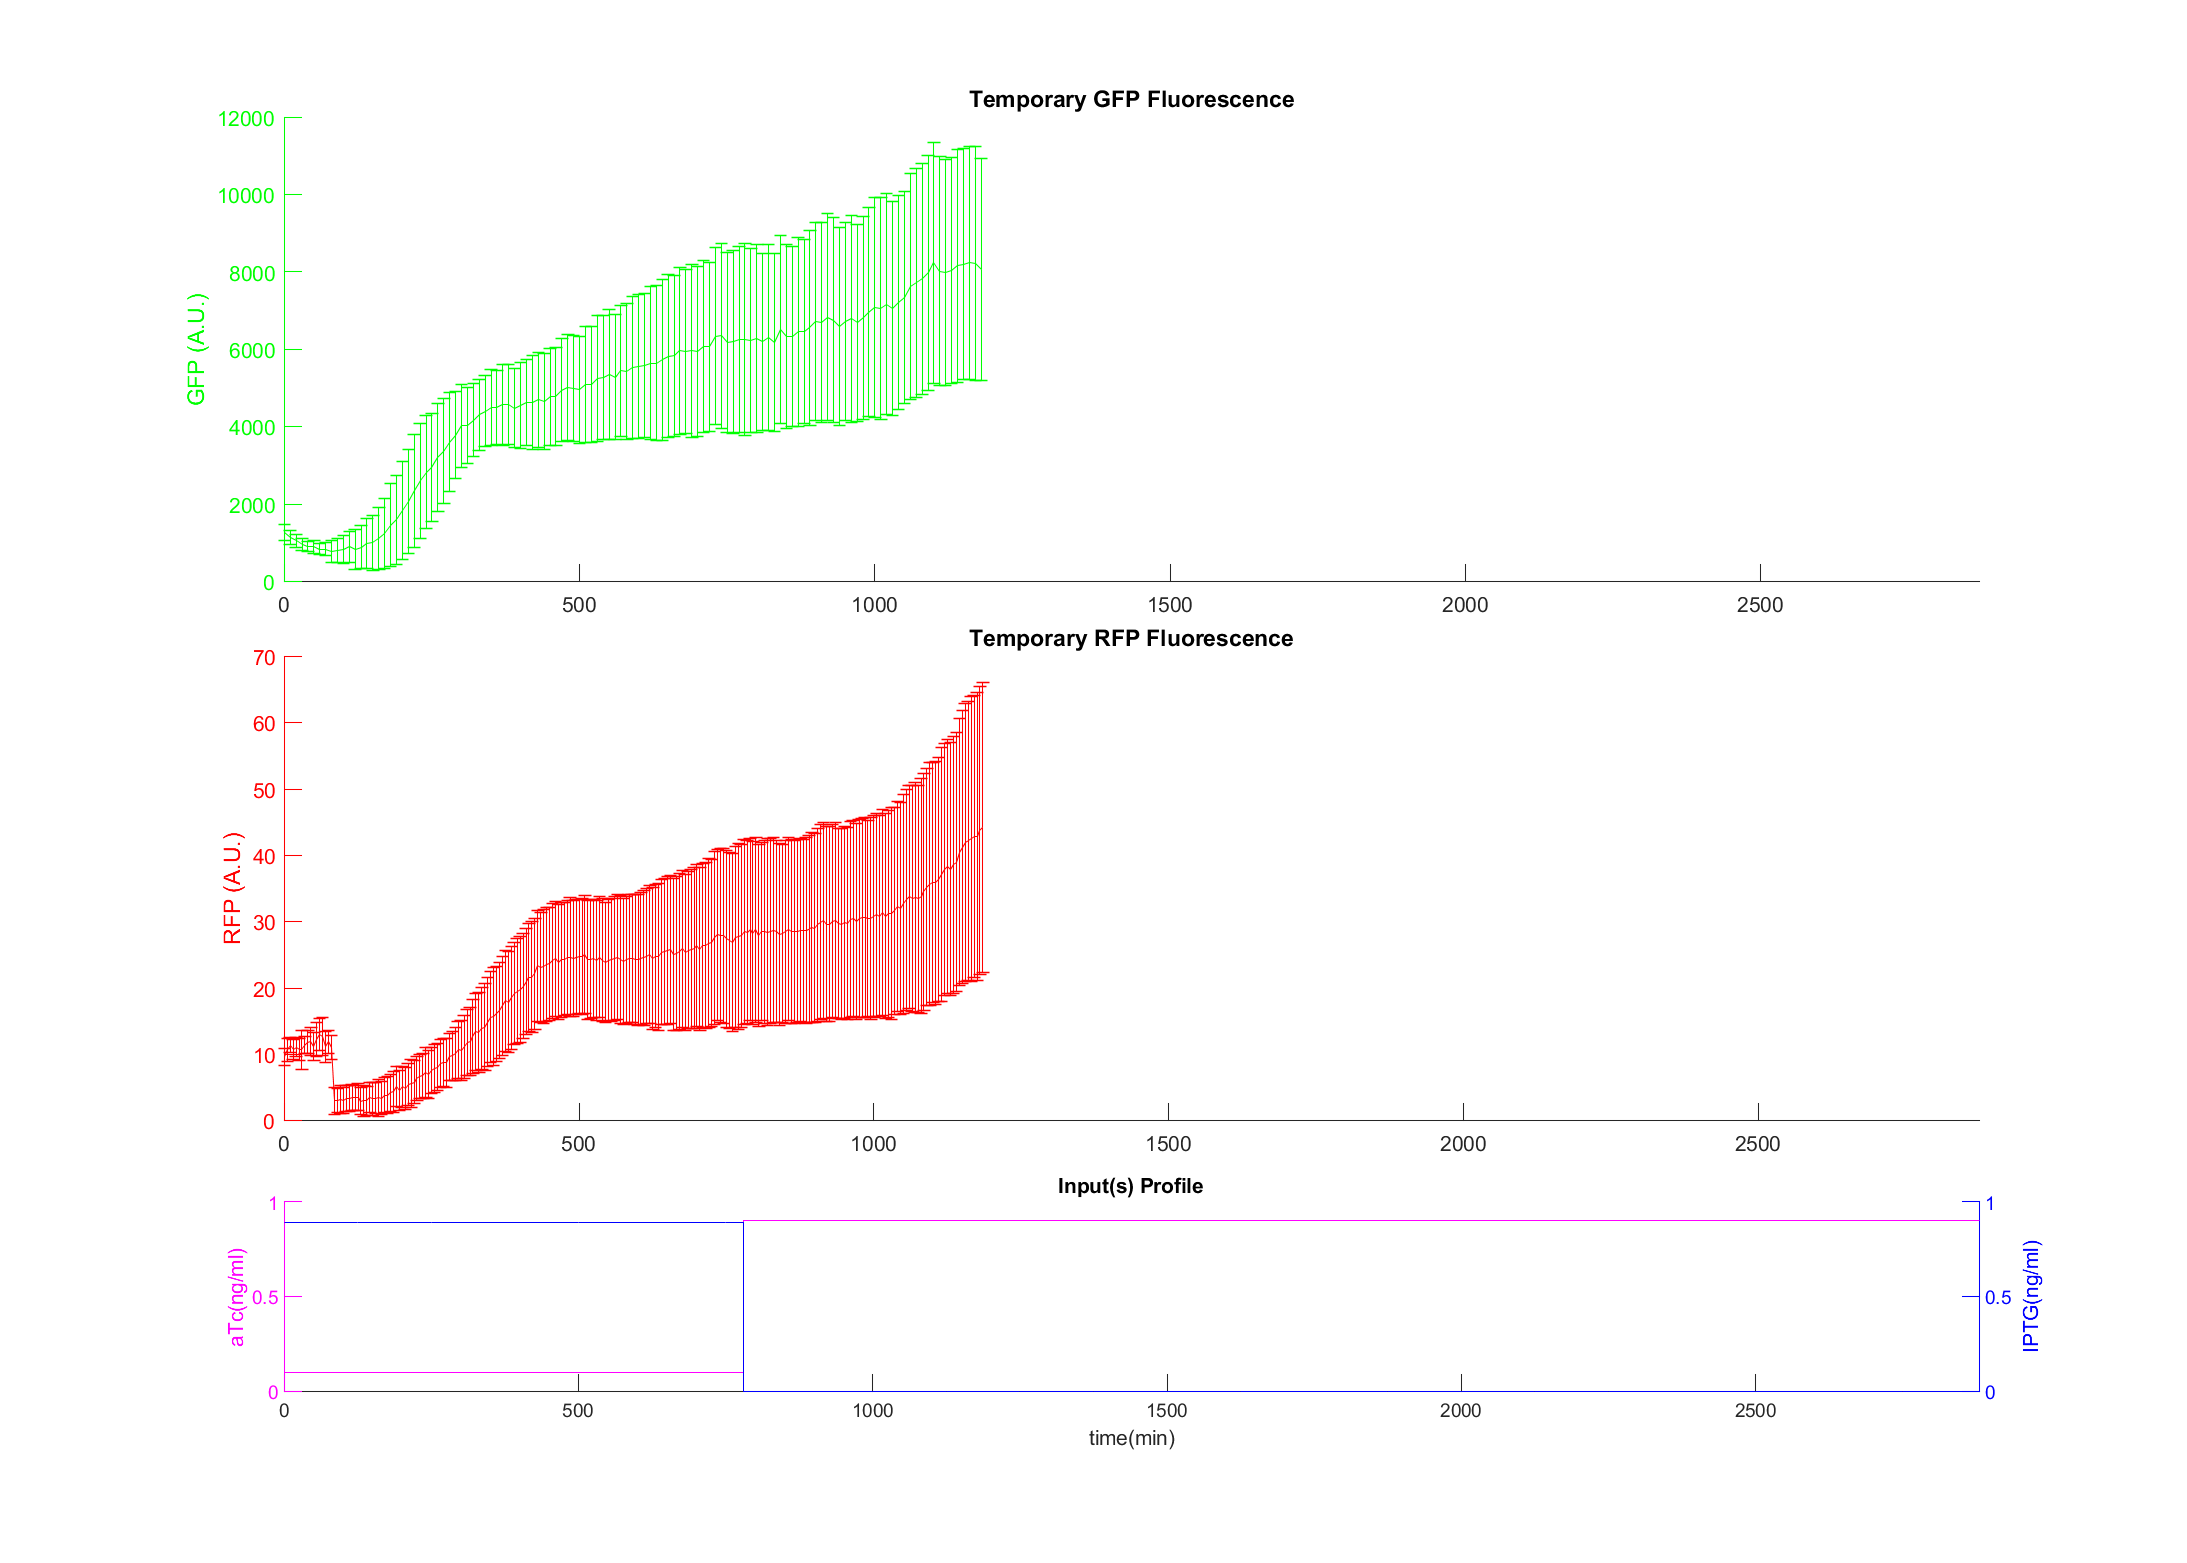 Temporary GFP Fluorescence
12000
10000
8000
6000
4000
2000
0
GFP (A.U.)
0 500 1000 1500 2000 2500
Temporary RFP Fluorescence
70
60
50
40
30
20
10
0
RFP (A.U.)
0 500 1000 1500 2000 2500
Input(s) Profile
1
0.5
0
aTc(ng/ml)
1
0.5
0
IPTG(ng/ml)
0 500 1000 1500 2000 2500
time(min)